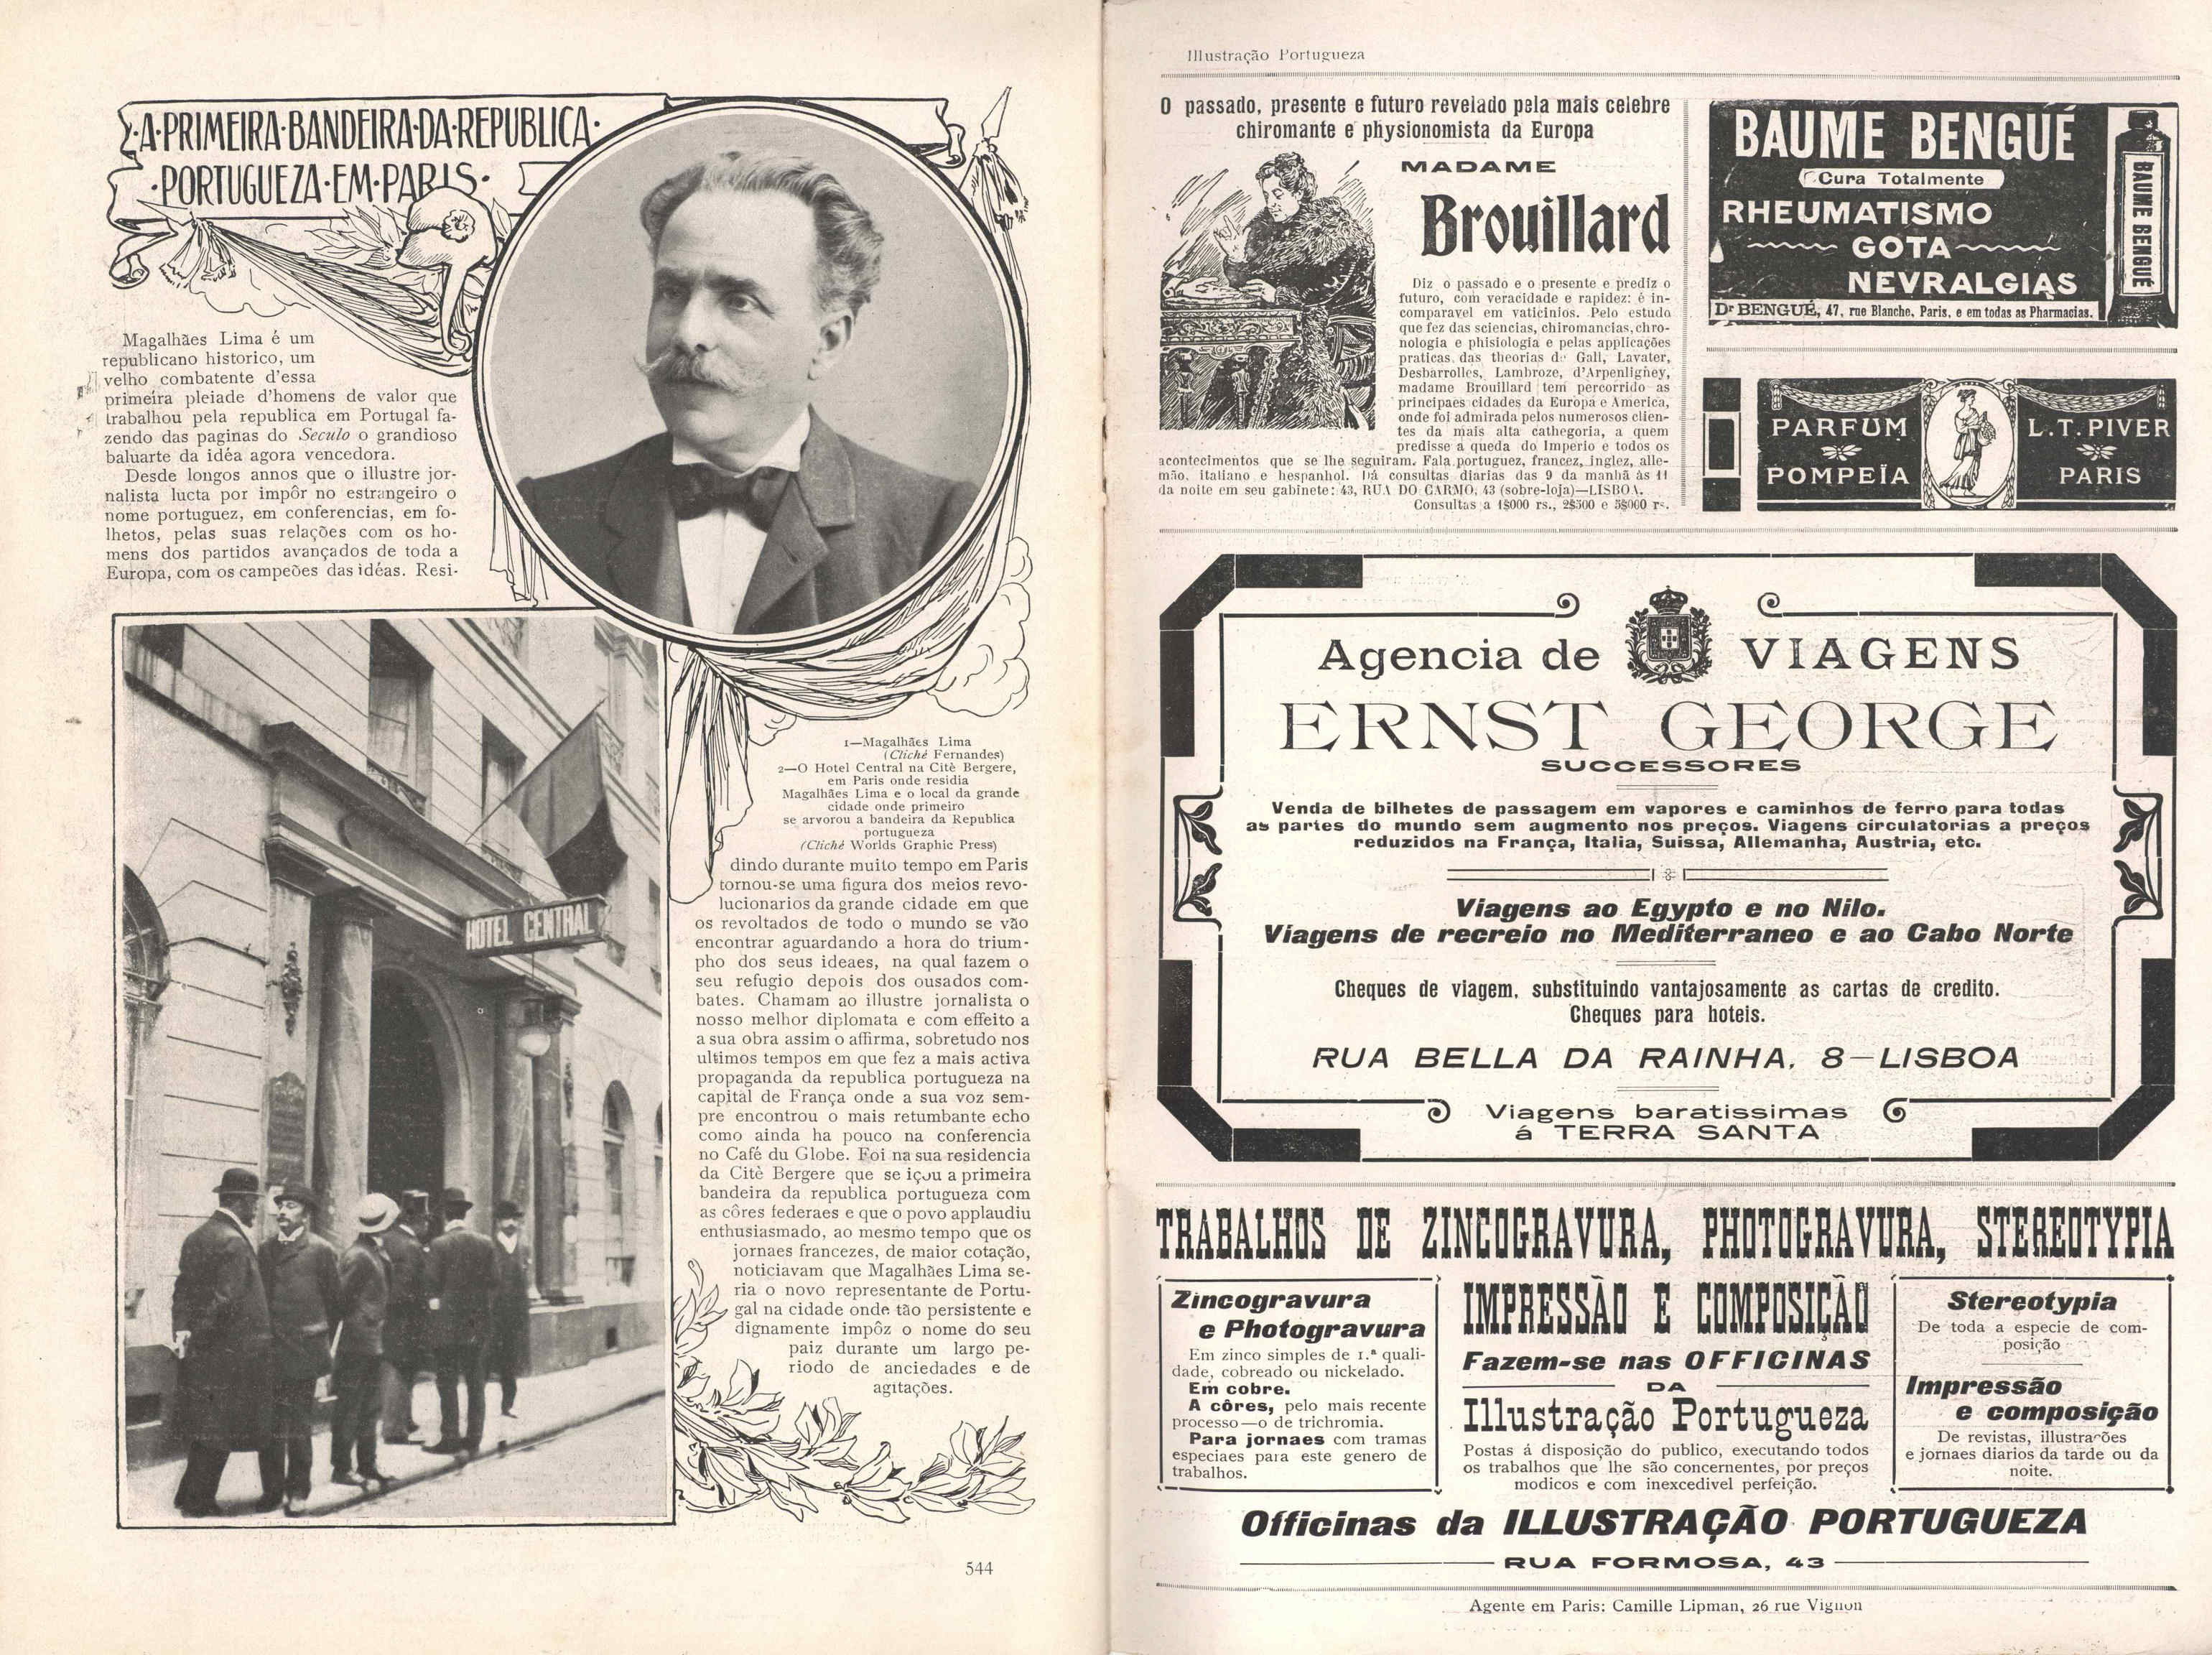 ·A·PRIMEIRA·BANDEIRA·DA·REPUBLICA·
·PORTUGUEZA·EM·PARIS·
Magalhães Lima é um
republicano historico, um
velho combatente d'essa
primeira pleiade d'homens de valor que
trabalhou pela republica em Portugal fa-
zendo das paginas do Seculo o grandioso
baluarte da idéa agora vencedora.
Desde longos annos que o illustre jor-
nalista lucta por impôr no estrangeiro o
nome portuguez, em conferencias, em fo-
lhetos, pelas suas relações com os ho-
mens dos partidos avançados de toda a
Europa, com os campeões das idéas. Resi-
HOTEL CENTRAL
1—Magalhães Lima
(Cliché Fernandes)
2—O Hotel Central na Citè Bergere,
em Paris onde residia
Magalhães Lima e o local da grande
cidade onde primeiro
se arvorou a bandeira da Republica
portugueza
(Cliché Worlds Graphic Press)
dindo durante muito tempo em Paris
tornou-se uma figura dos meios revo-
lucionarios da grande cidade em que
os revoltados de todo o mundo se vão
encontrar aguardando a hora do trium-
pho dos seus ideaes, na qual fazem o
seu refugio depois dos ousados com-
bates. Chamam ao illustre jornalista o
nosso melhor diplomata e com effeito a
a sua obra assim o affirma, sobretudo nos
ultimos tempos em que fez a mais activa
propaganda da republica portugueza na
capital de França onde a sua voz sem-
pre encontrou o mais retumbante echo
como ainda ha pouco na conferencia
no Café du Globe. Foi na sua residencia
da Citè Bergere que se içou a primeira
bandeira da republica portugueza com
as côres federaes e que o povo applaudiu
enthusiasmado, ao mesmo tempo que os
jornaes francezes, de maior cotação,
noticiavam que Magalhães Lima se-
ria o novo representante de Portu-
gal na cidade onde tão persistente e
dignamente impôz o nome do seu
paiz durante um largo pe-
riodo de anciedades e de
agitações.
544
Illustração Portugueza
O passado, presente e futuro revelado pela mais celebre
chiromante e physionomista da Europa
MADAME
Brouillard
Diz o passado e o presente e prediz o
futuro, com veracidade e rapidez: é in-
comparavel em vaticinios. Pelo estudo
que fez das sciencias, chiromancias, chro-
nologia e phisiologia e pelas applicações
praticas das theorias de Gall, Lavater,
Desbarrolles, Lambroze, d'Arpenligney,
madame Brouillard tem percorrido as
principaes cidades da Europa e America,
onde foi admirada pelos numerosos clien-
tes da mais alta cathegoria, a quem
predisse a queda do Imperio e todos os
acontecimentos que se lhe seguiram. Fala portuguez, francez, inglez, alle-
mão, italiano e hespanhol. Dá consultas diarias das 9 da manhã às 11
da noite em seu gabinete: 43, RUA DO CARMO, 43 (sobre-loja)—LISBOA.
Consultas a 1$000 rs., 2$500 e 5$000 rs.
BAUME BENGUÉ
Cura Totalmente
RHEUMATISMO
GOTA
NEVRALGIAS
Dr BENGUÉ, 47, rue Blanche, Paris, e em todas as Pharmacias.
BAUME BENGUÉ
PARFUM
POMPEÏA
L.T.PIVER
PARIS
Agencia de VIAGENS
ERNST GEORGE
SUCCESSORES
Venda de bilhetes de passagem em vapores e caminhos de ferro para todas
as partes do mundo sem augmento nos preços. Viagens circulatorias a preços
reduzidos na França, Italia, Suissa, Allemanha, Austria, etc.
Viagens ao Egypto e no Nilo.
Viagens de recreio no Mediterraneo e ao Cabo Norte
Cheques de viagem, substituindo vantajosamente as cartas de credito.
Cheques para hoteis.
RUA BELLA DA RAINHA, 8—LISBOA
Viagens baratissimas
á TERRA SANTA
TRABALHOS DE ZINCOGRAVURA, PHOTOGRAVURA, STEREOTYPIA
IMPRESSÃO E COMPOSIÇÃO
Fazem-se nas OFFICINAS
DA
Illustração Portugueza
Postas á disposição do publico, executando todos
os trabalhos que lhe são concernentes, por preços
modicos e com inexcedivel perfeição.
Zincogravura
e Photogravura
Em zinco simples de 1.ª quali-
dade, cobreado ou nickelado.
Em cobre.
A côres, pelo mais recente
processo—o de trichromia.
Para jornaes com tramas
especiaes para este genero de
trabalhos.
Stereotypia
De toda a especie de com-
posição
Impressão
e composição
De revistas, illustrações
e jornaes diarios da tarde ou da
noite.
Officinas da ILLUSTRAÇÃO PORTUGUEZA
RUA FORMOSA, 43
Agente em Paris: Camille Lipman, 26 rue Vignon